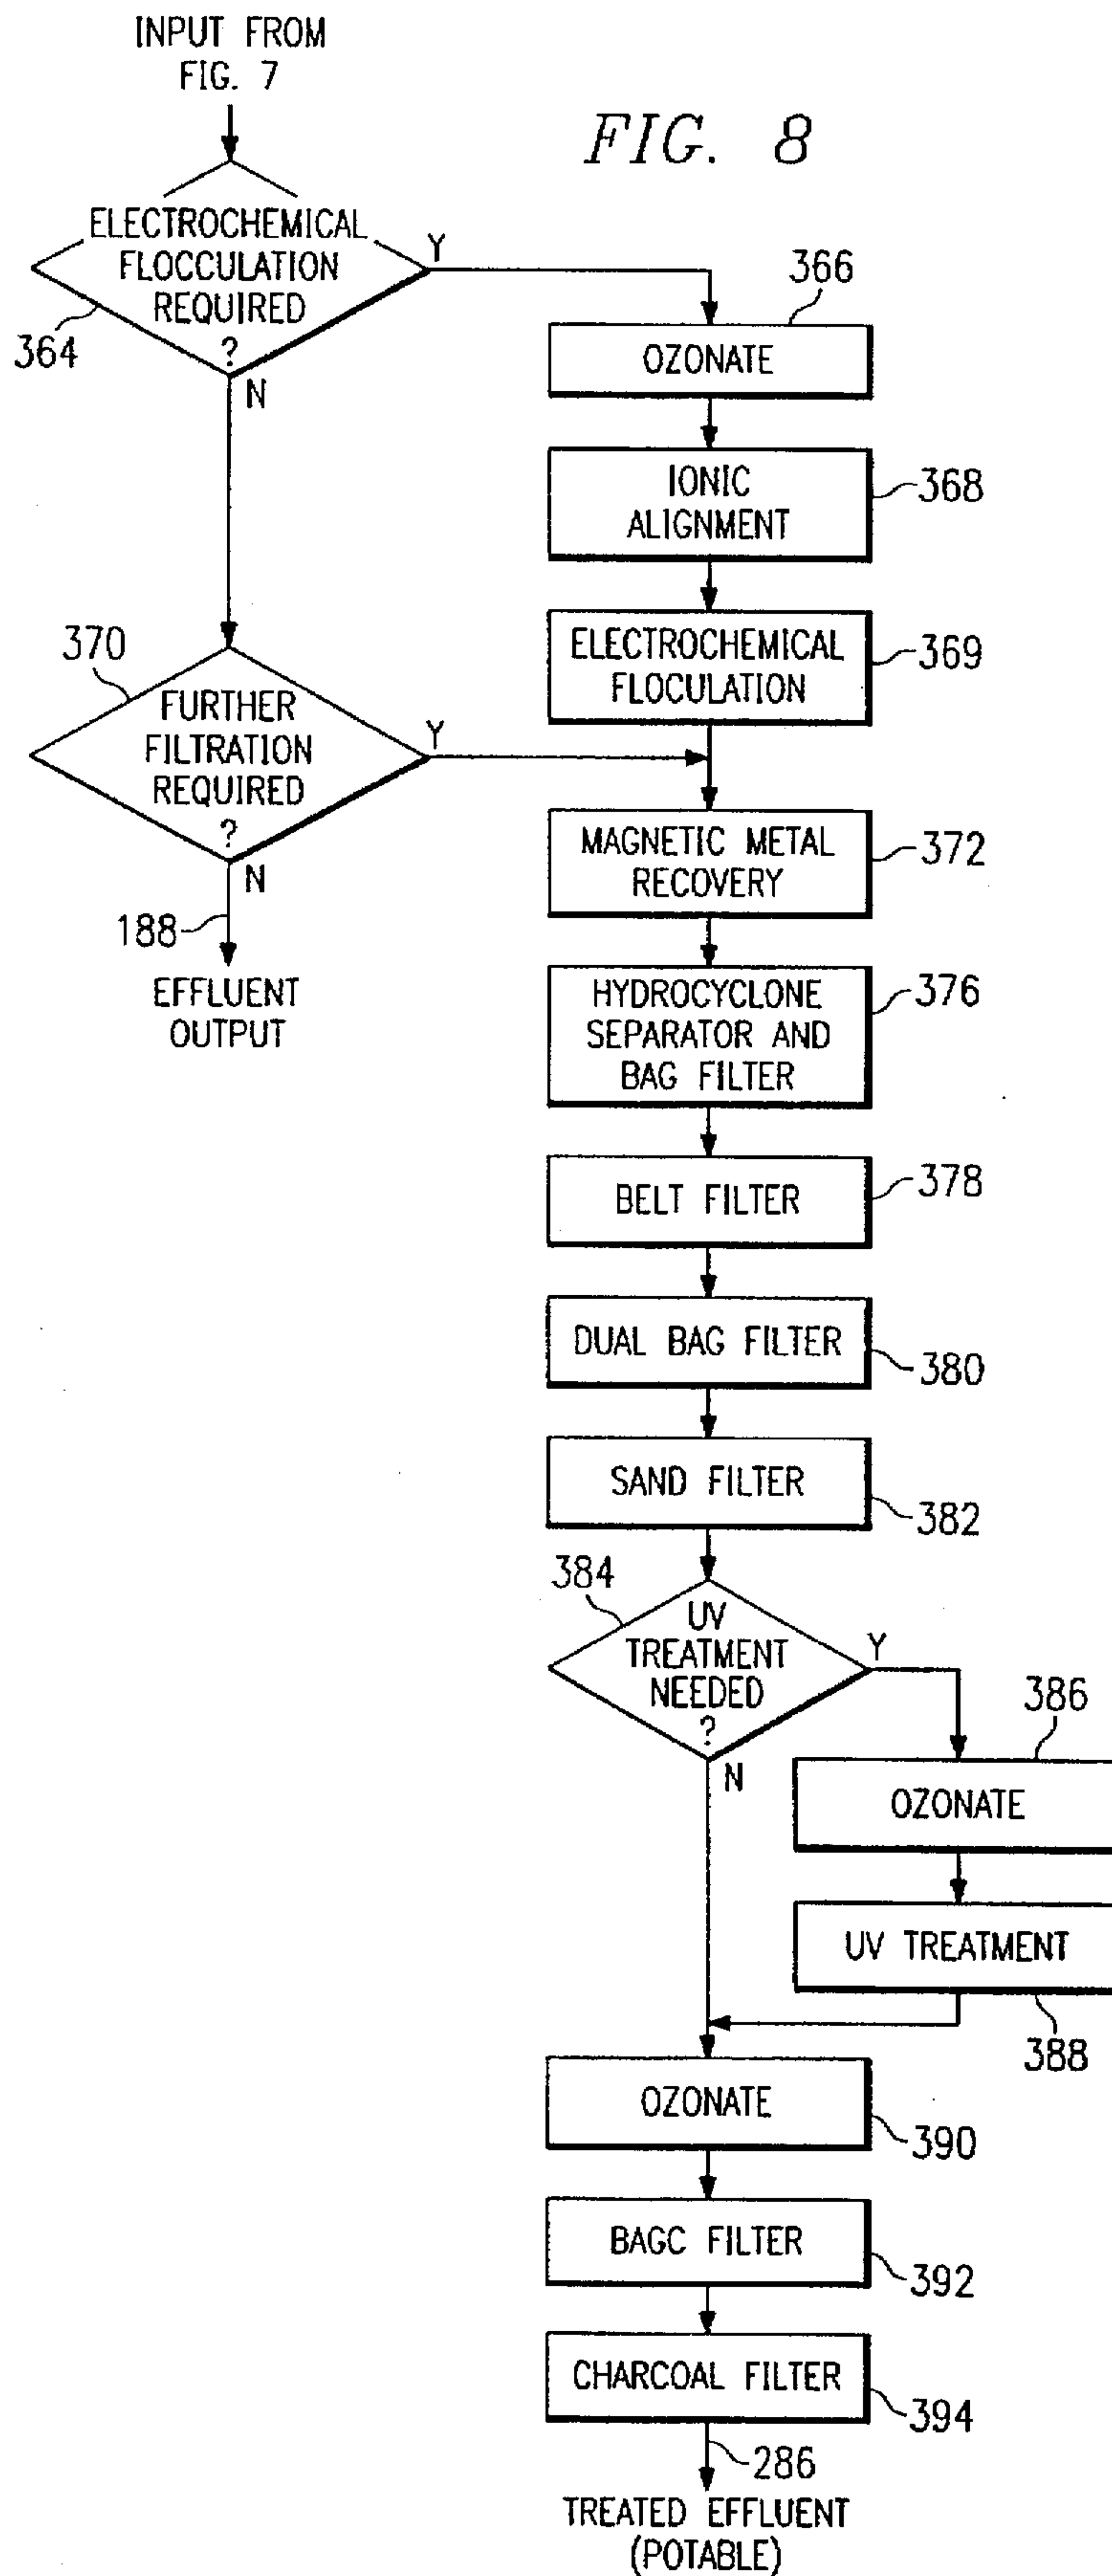 INPUT FROM
FIG. 7
FIG. 8
ELECTROCHEMICAL
FLOCCULATION
REQUIRED
?
Y
N
364
366
OZONATE
IONIC
ALIGNMENT
368
ELECTROCHEMICAL
FLOCULATION
369
370
FURTHER
FILTRATION
REQUIRED
?
Y
N
188
EFFLUENT
OUTPUT
MAGNETIC METAL
RECOVERY
372
HYDROCYCLONE
SEPARATOR AND
BAG FILTER
376
BELT FILTER
378
DUAL BAG FILTER
380
SAND FILTER
382
384
UV
TREATMENT
NEEDED
?
Y
N
386
OZONATE
UV TREATMENT
388
OZONATE
390
BAGC FILTER
392
CHARCOAL FILTER
394
286
TREATED EFFLUENT
(POTABLE)